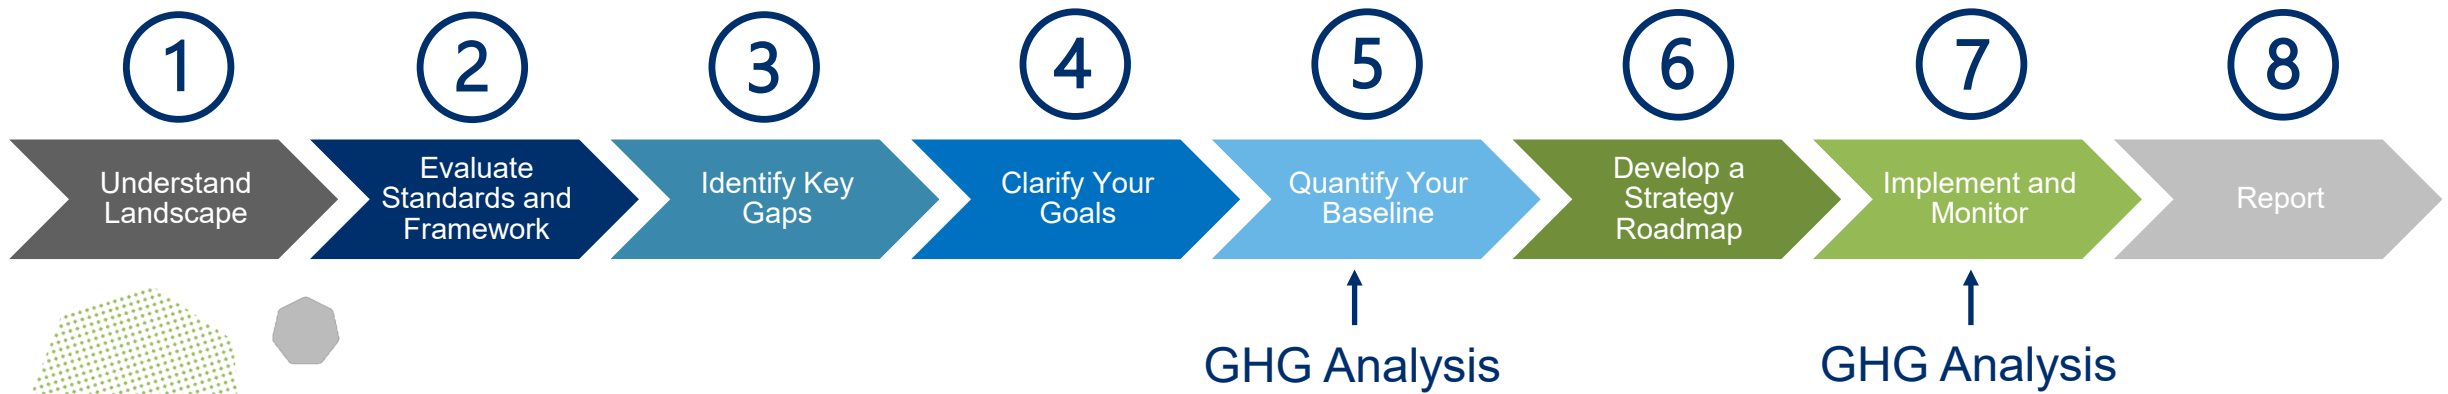 1
2
3
4
5
6
7
8
Understand
Landscape
Evaluate
Standards and
Framework
Identify Key
Gaps
Clarify Your
Goals
Quantify Your
Baseline
Develop a
Strategy
Roadmap
Implement and
Monitor
Report
GHG Analysis
GHG Analysis